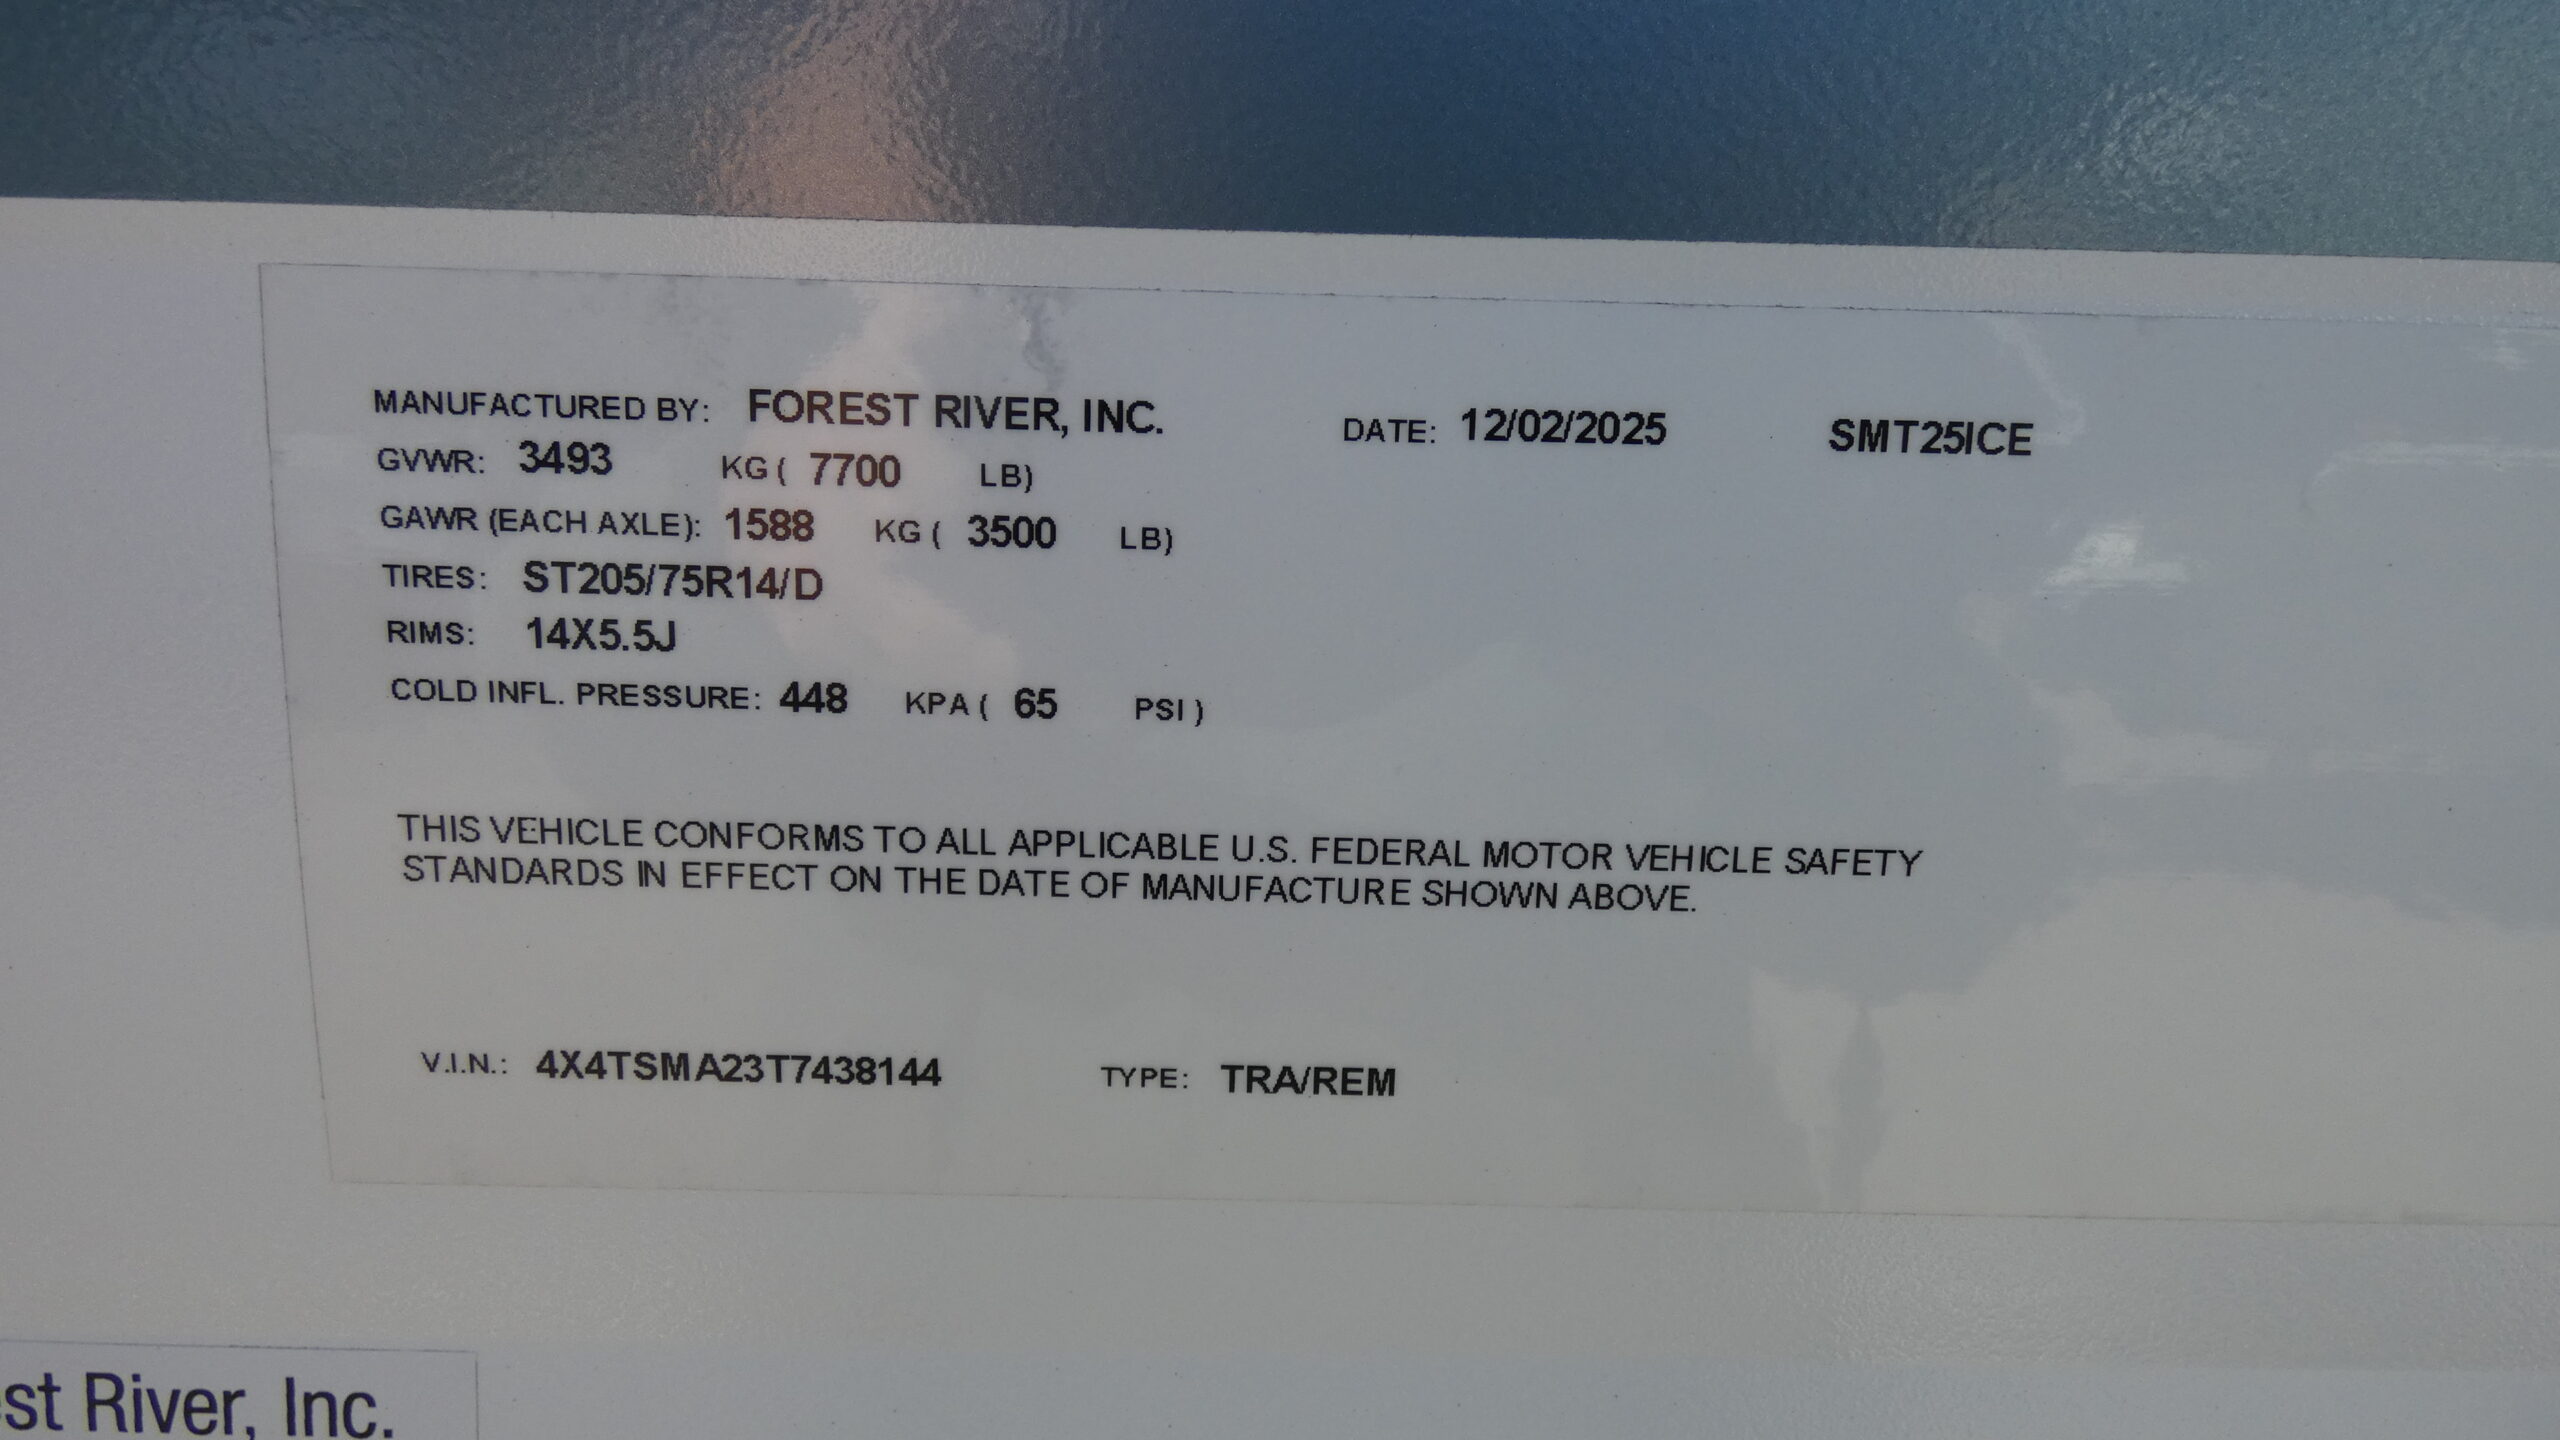 MANUFACTURED BY: FOREST RIVER, INC. DATE: 12/02/2025 SMT25ICE
GVWR: 3493 KG ( 7700 LB)
GAWR (EACH AXLE): 1588 KG ( 3500 LB)
TIRES: ST205/75R14/D
RIMS: 14X5.5J
COLD INFL. PRESSURE: 448 KPA ( 65 PSI )
THIS VEHICLE CONFORMS TO ALL APPLICABLE U.S. FEDERAL MOTOR VEHICLE SAFETY
STANDARDS IN EFFECT ON THE DATE OF MANUFACTURE SHOWN ABOVE.
V.I.N.: 4X4TSMA23T7438144 TYPE: TRA/REM
st River, Inc.